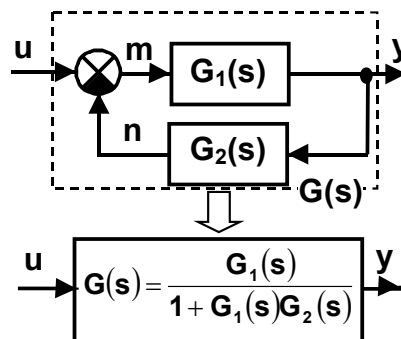 u m G₁(s) y
n G₂(s)
G(s)
u G(s) = G₁(s) / (1 + G₁(s)G₂(s)) y